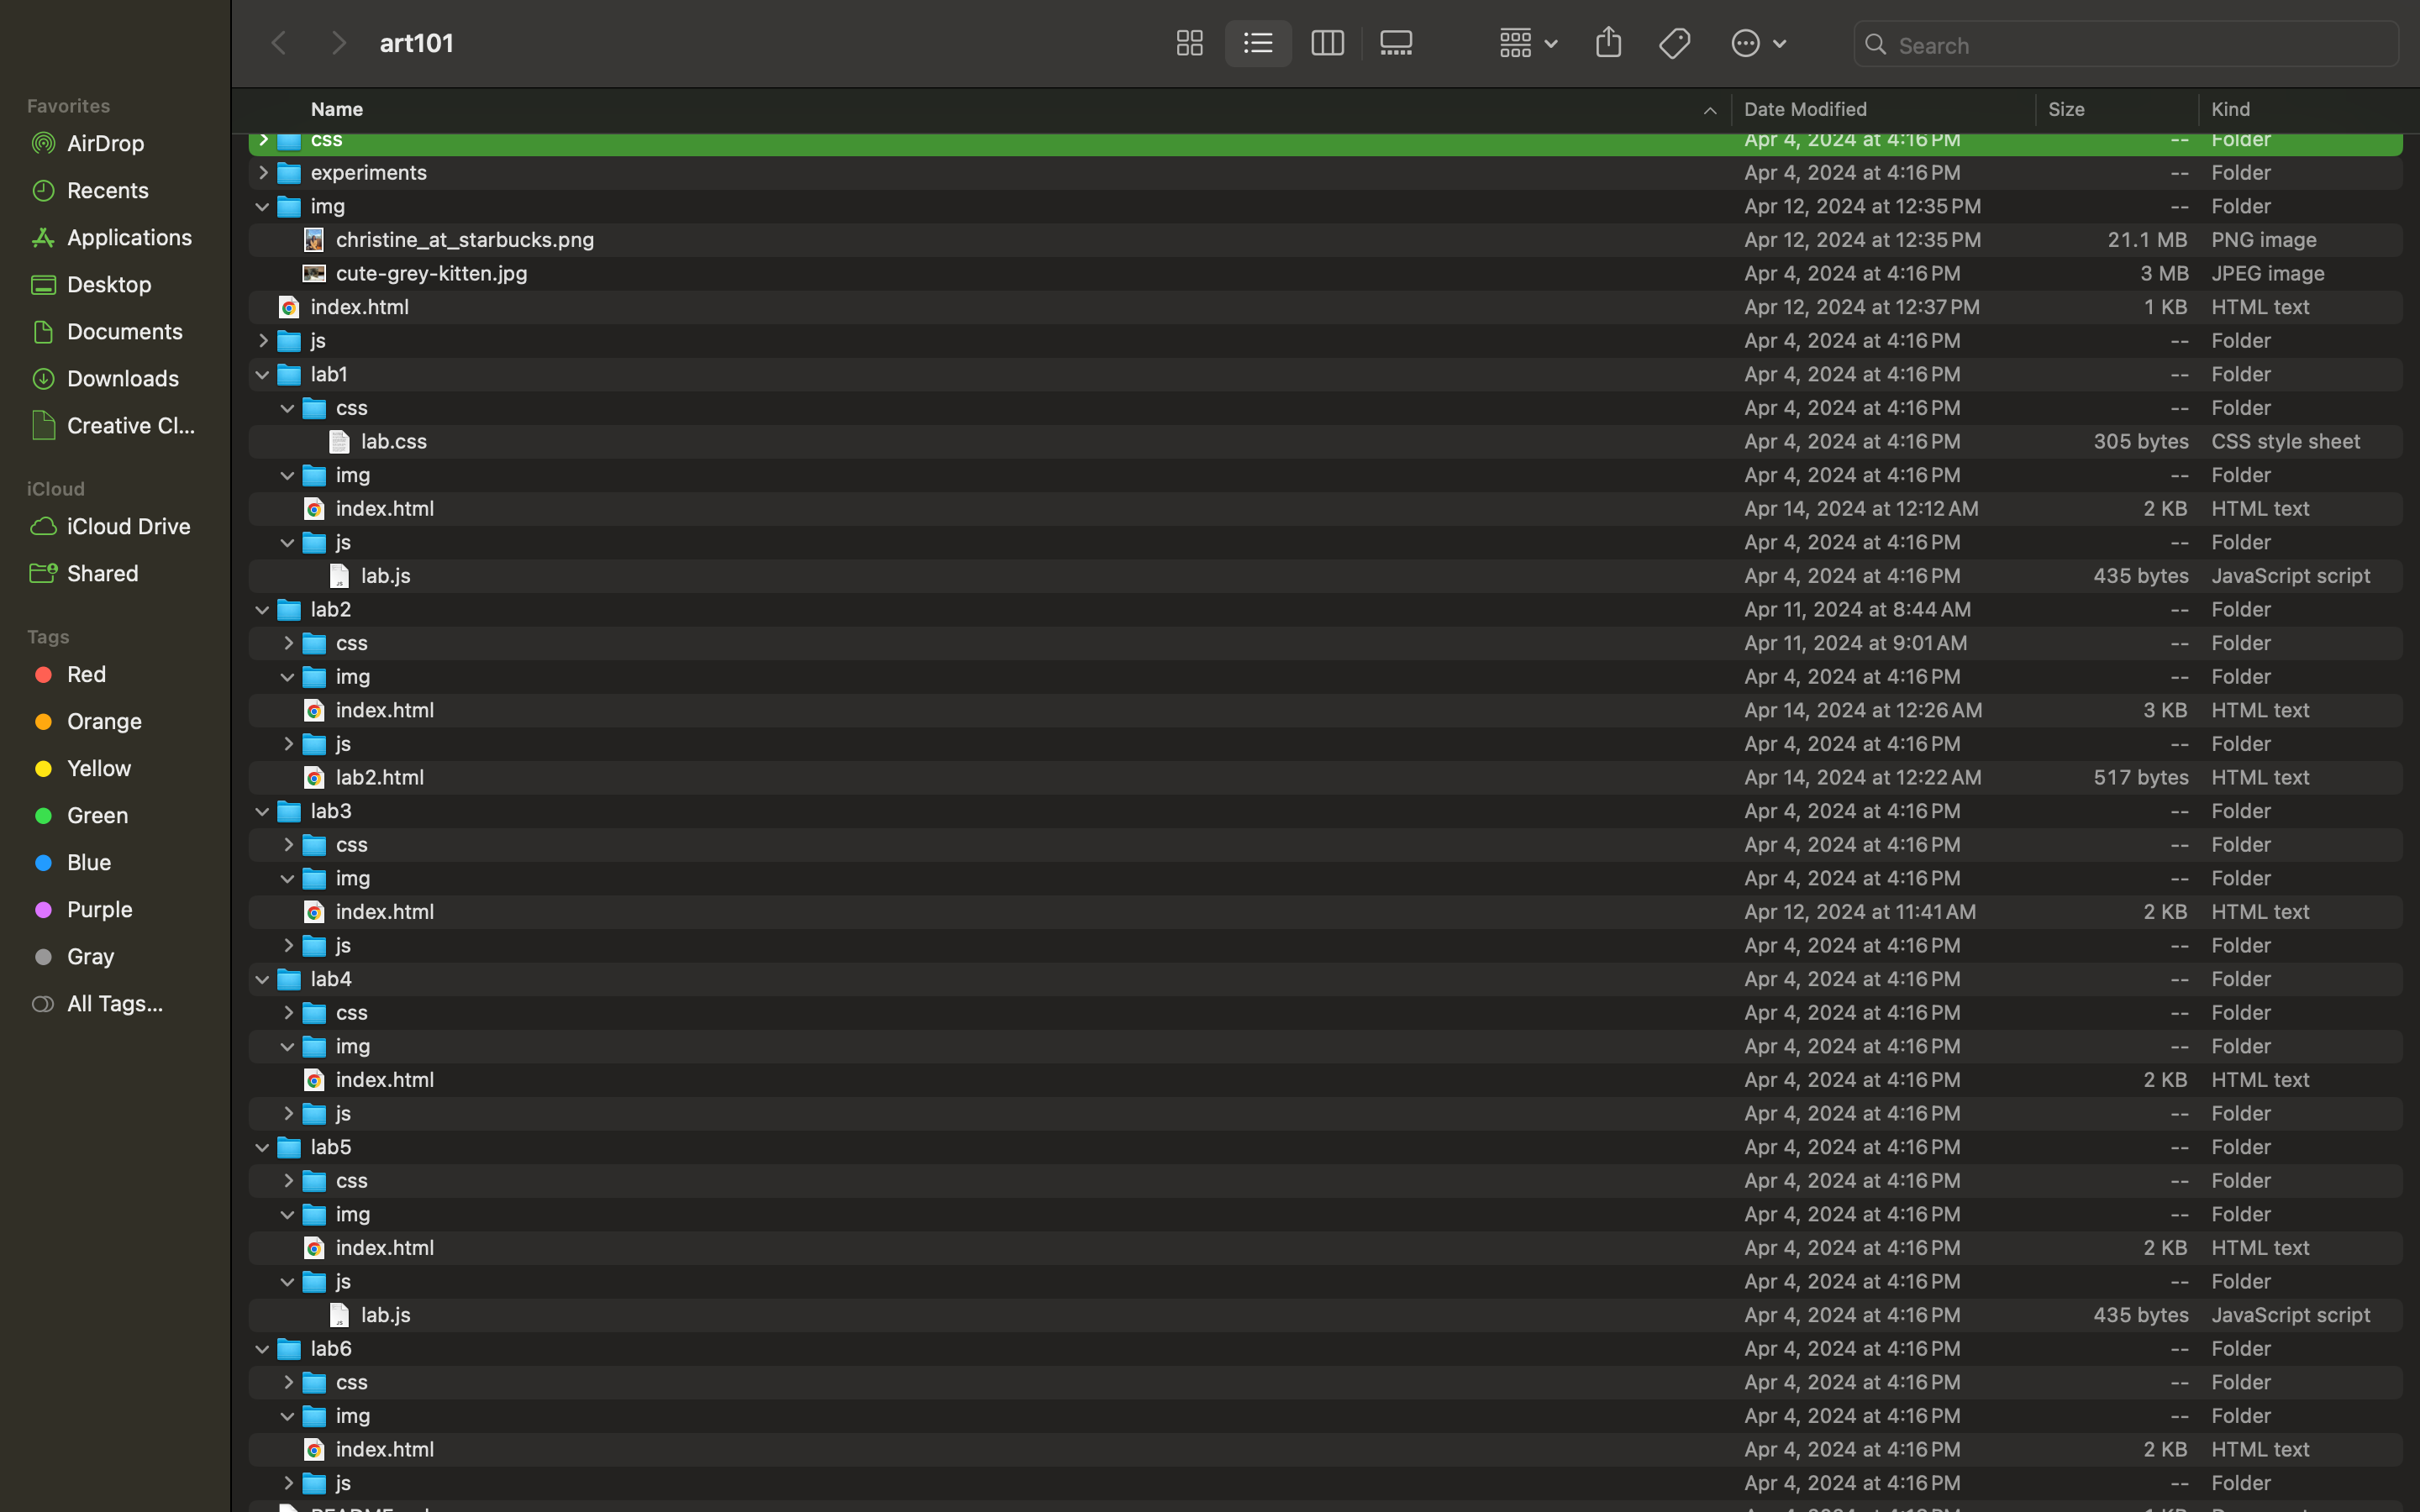 art101
Search
Favorites
AirDrop
Recents
Applications
Desktop
Documents
Downloads
Creative Cl...
iCloud
iCloud Drive
Shared
Tags
Red
Orange
Yellow
Green
Blue
Purple
Gray
All Tags...
Name Date Modified Size Kind
css Apr 4, 2024 at 4:16 PM -- Folder
experiments Apr 4, 2024 at 4:16 PM -- Folder
img Apr 12, 2024 at 12:35 PM -- Folder
christine_at_starbucks.png Apr 12, 2024 at 12:35 PM 21.1 MB PNG image
cute-grey-kitten.jpg Apr 4, 2024 at 4:16 PM 3 MB JPEG image
index.html Apr 12, 2024 at 12:37 PM 1 KB HTML text
js Apr 4, 2024 at 4:16 PM -- Folder
lab1 Apr 4, 2024 at 4:16 PM -- Folder
css Apr 4, 2024 at 4:16 PM -- Folder
lab.css Apr 4, 2024 at 4:16 PM 305 bytes CSS style sheet
img Apr 4, 2024 at 4:16 PM -- Folder
index.html Apr 14, 2024 at 12:12 AM 2 KB HTML text
js Apr 4, 2024 at 4:16 PM -- Folder
lab.js Apr 4, 2024 at 4:16 PM 435 bytes JavaScript script
lab2 Apr 11, 2024 at 8:44 AM -- Folder
css Apr 11, 2024 at 9:01 AM -- Folder
img Apr 4, 2024 at 4:16 PM -- Folder
index.html Apr 14, 2024 at 12:26 AM 3 KB HTML text
js Apr 4, 2024 at 4:16 PM -- Folder
lab2.html Apr 14, 2024 at 12:22 AM 517 bytes HTML text
lab3 Apr 4, 2024 at 4:16 PM -- Folder
css Apr 4, 2024 at 4:16 PM -- Folder
img Apr 4, 2024 at 4:16 PM -- Folder
index.html Apr 12, 2024 at 11:41 AM 2 KB HTML text
js Apr 4, 2024 at 4:16 PM -- Folder
lab4 Apr 4, 2024 at 4:16 PM -- Folder
css Apr 4, 2024 at 4:16 PM -- Folder
img Apr 4, 2024 at 4:16 PM -- Folder
index.html Apr 4, 2024 at 4:16 PM 2 KB HTML text
js Apr 4, 2024 at 4:16 PM -- Folder
lab5 Apr 4, 2024 at 4:16 PM -- Folder
css Apr 4, 2024 at 4:16 PM -- Folder
img Apr 4, 2024 at 4:16 PM -- Folder
index.html Apr 4, 2024 at 4:16 PM 2 KB HTML text
js Apr 4, 2024 at 4:16 PM -- Folder
lab.js Apr 4, 2024 at 4:16 PM 435 bytes JavaScript script
lab6 Apr 4, 2024 at 4:16 PM -- Folder
css Apr 4, 2024 at 4:16 PM -- Folder
img Apr 4, 2024 at 4:16 PM -- Folder
index.html Apr 4, 2024 at 4:16 PM 2 KB HTML text
js Apr 4, 2024 at 4:16 PM -- Folder